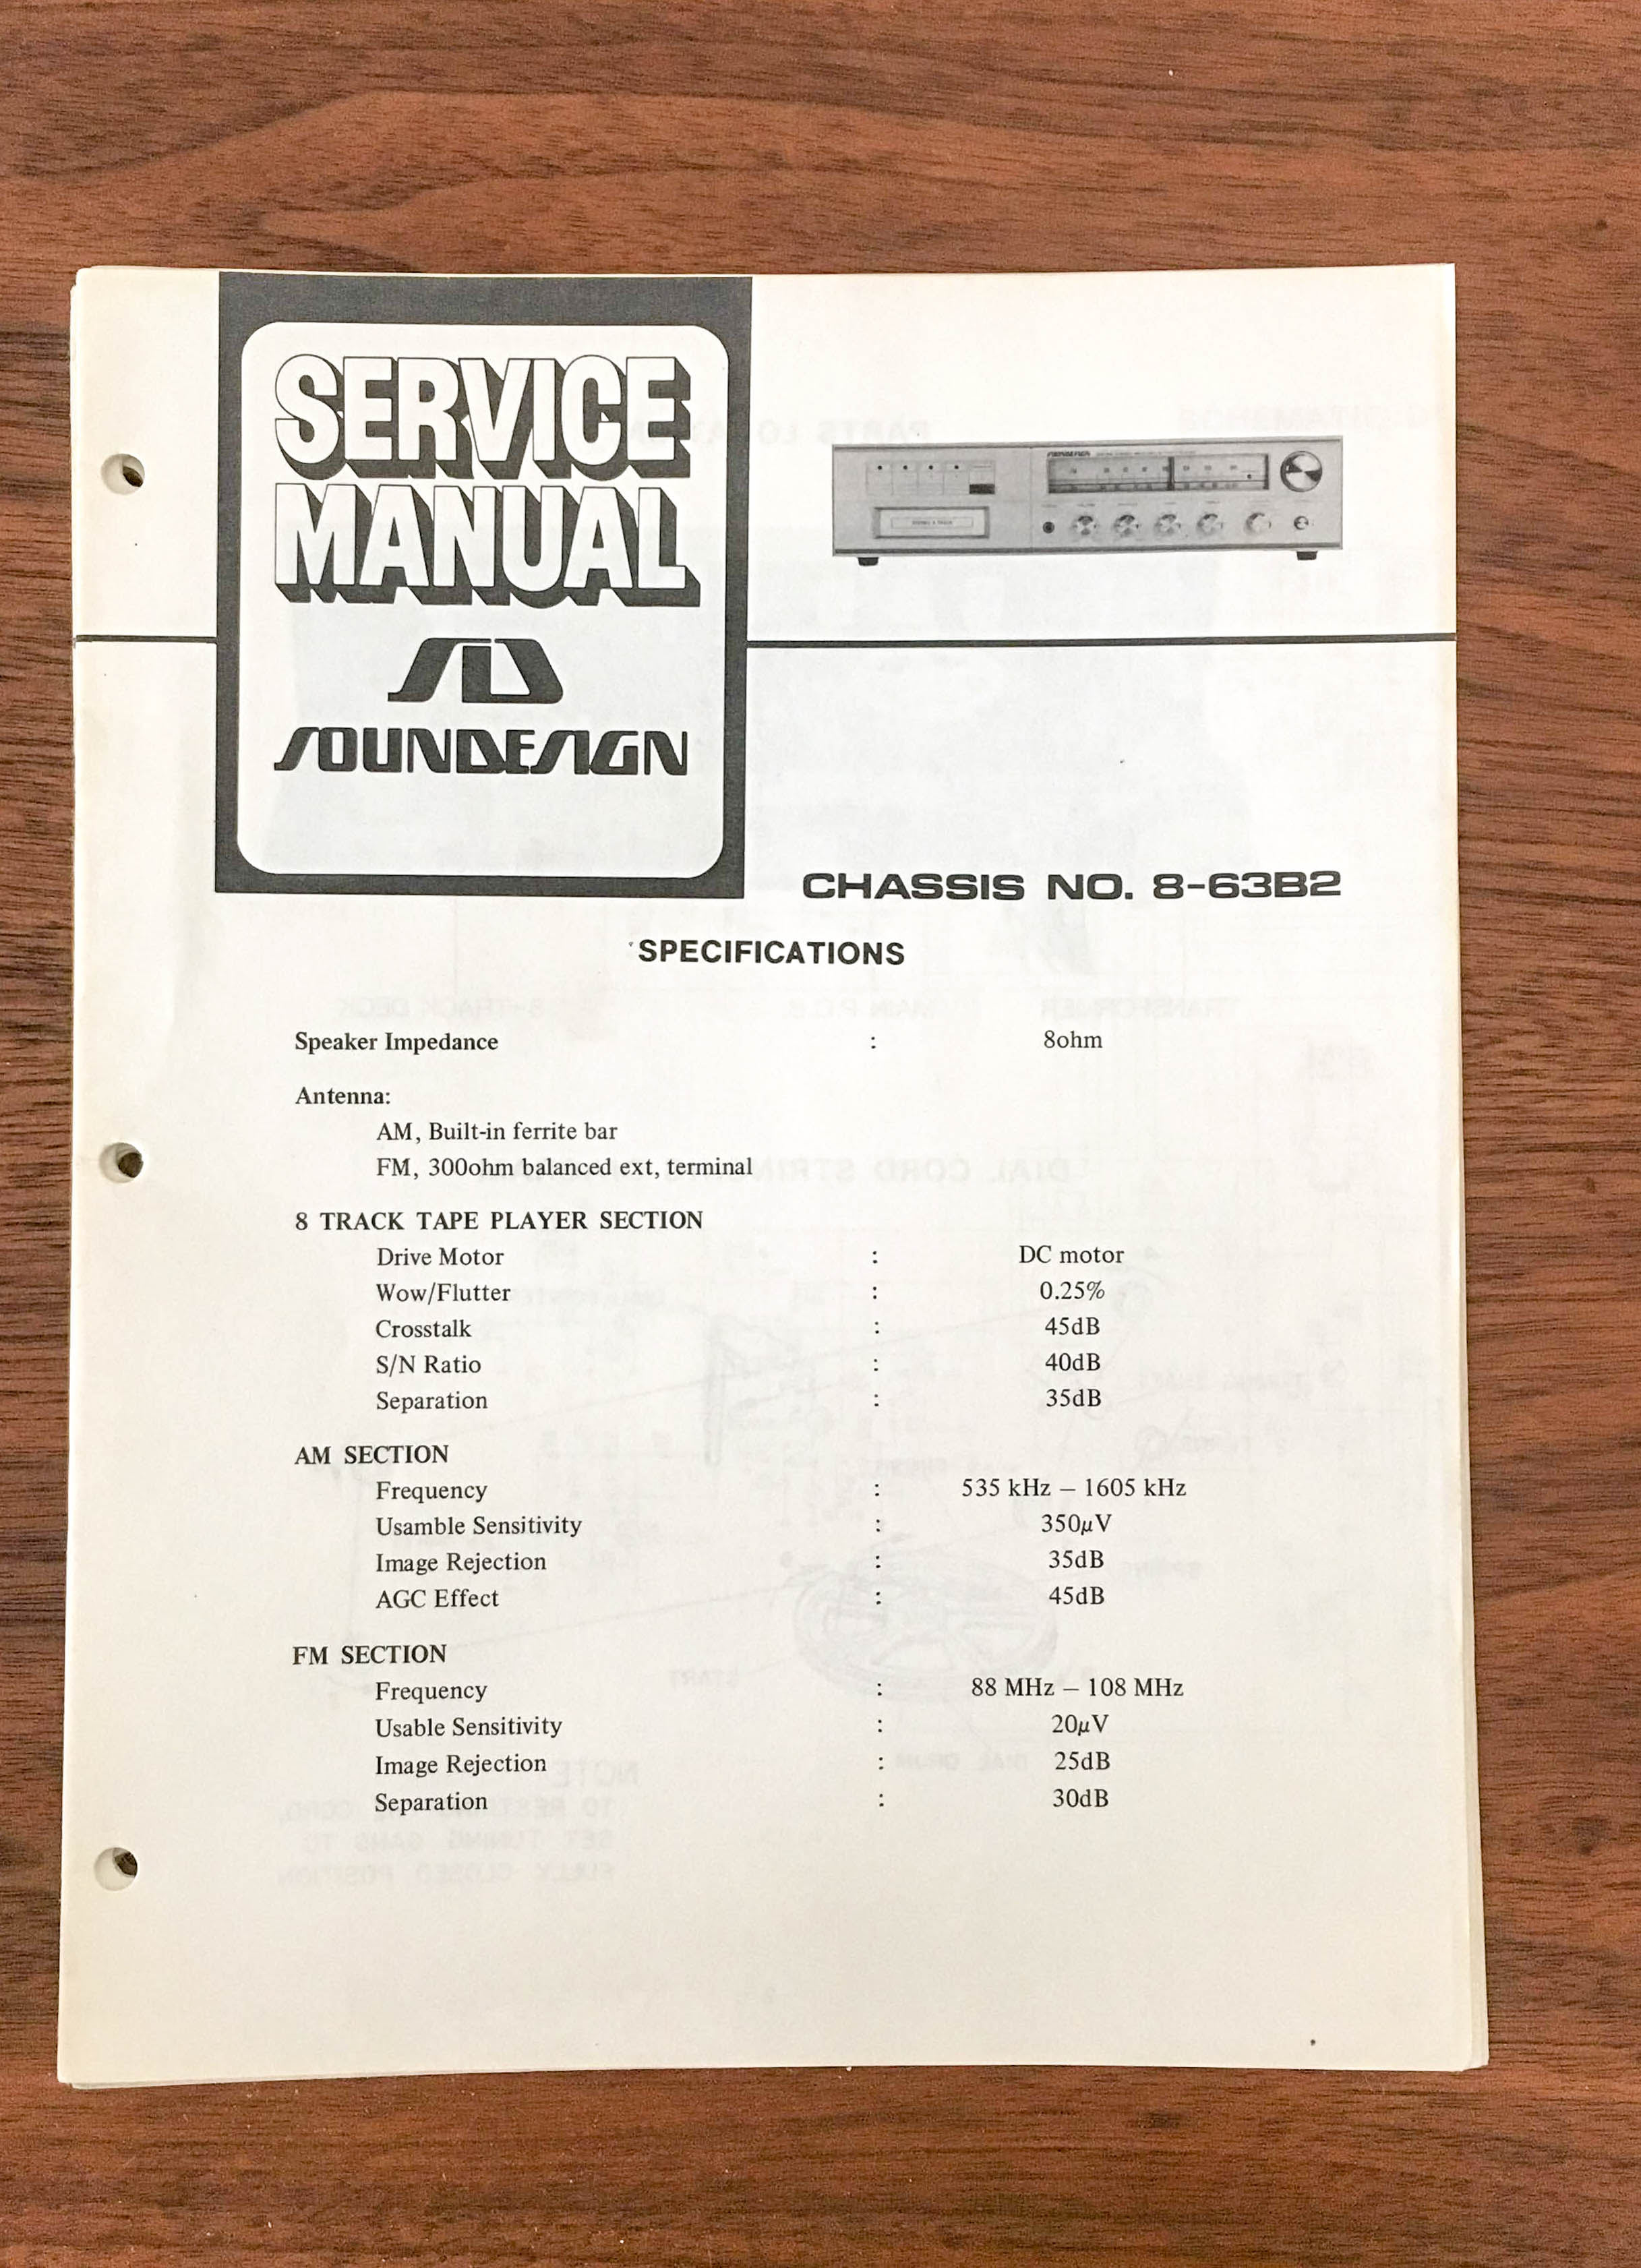 SERVICE
MANUAL
SD
SOUNDESIGN
SOUNDESIGN
CHASSIS NO. 8-63B2
SPECIFICATIONS
Speaker Impedance : 8ohm
Antenna:
AM, Built-in ferrite bar
FM, 300ohm balanced ext, terminal
8 TRACK TAPE PLAYER SECTION
Drive Motor : DC motor
Wow/Flutter : 0.25%
Crosstalk : 45dB
S/N Ratio : 40dB
Separation : 35dB
AM SECTION
Frequency : 535 kHz – 1605 kHz
Usamble Sensitivity : 350μV
Image Rejection : 35dB
AGC Effect : 45dB
FM SECTION
Frequency : 88 MHz – 108 MHz
Usable Sensitivity : 20μV
Image Rejection : 25dB
Separation : 30dB